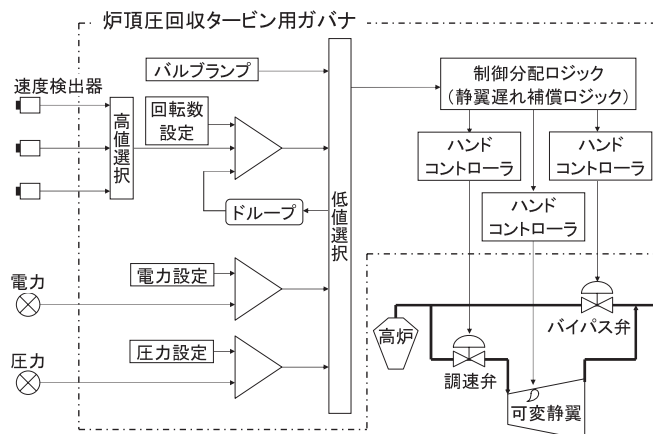 炉頂圧回収タービン用ガバナ
速度検出器
高値選択
バルブランプ
回転数
設定
ドループ
低値選択
電力
電力設定
圧力
圧力設定
制御分配ロジック
(静翼遅れ補償ロジック)
ハンド
コントローラ
ハンド
コントローラ
ハンド
コントローラ
高炉
バイパス弁
調速弁
可変静翼